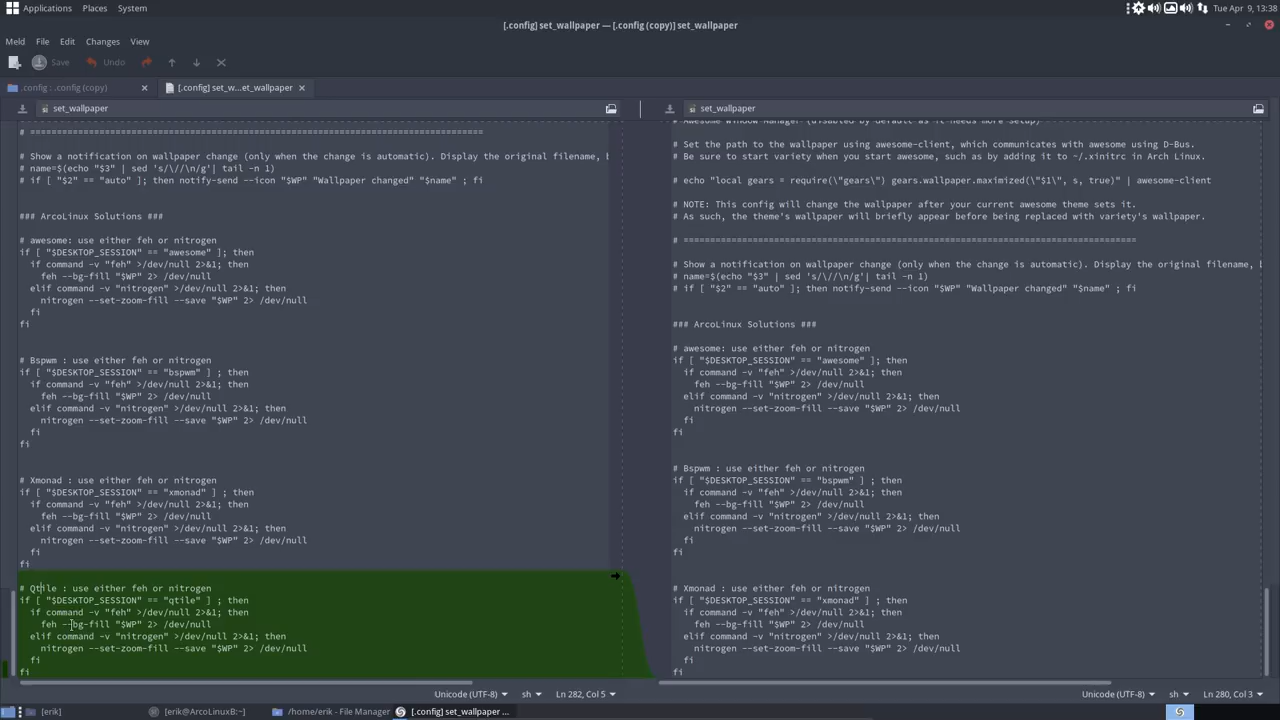 Applications Places System Tue Apr 9, 13:38
[.config] set_wallpaper — [.config (copy)] set_wallpaper
Meld File Edit Changes View
Save Undo
.config : .config (copy) [.config] set_w...et_wallpaper
set_wallpaper
# =====================================================================================
# Show a notification on wallpaper change (only when the change is automatic). Display the original filename, b
# name=$(echo "$3" | sed 's/\//\n/g'| tail -n 1)
# if [ "$2" == "auto" ]; then notify-send --icon "$WP" "Wallpaper changed" "$name" ; fi
### ArcoLinux Solutions ###
# awesome: use either feh or nitrogen
if [ "$DESKTOP_SESSION" == "awesome" ]; then
if command -v "feh" >/dev/null 2>&1; then
feh --bg-fill "$WP" 2> /dev/null
elif command -v "nitrogen" >/dev/null 2>&1; then
nitrogen --set-zoom-fill --save "$WP" 2> /dev/null
fi
fi
# Bspwm : use either feh or nitrogen
if [ "$DESKTOP_SESSION" == "bspwm" ] ; then
if command -v "feh" >/dev/null 2>&1; then
feh --bg-fill "$WP" 2> /dev/null
elif command -v "nitrogen" >/dev/null 2>&1; then
nitrogen --set-zoom-fill --save "$WP" 2> /dev/null
fi
fi
# Xmonad : use either feh or nitrogen
if [ "$DESKTOP_SESSION" == "xmonad" ] ; then
if command -v "feh" >/dev/null 2>&1; then
feh --bg-fill "$WP" 2> /dev/null
elif command -v "nitrogen" >/dev/null 2>&1; then
nitrogen --set-zoom-fill --save "$WP" 2> /dev/null
fi
fi
# Qtile : use either feh or nitrogen
if [ "$DESKTOP_SESSION" == "qtile" ] ; then
if command -v "feh" >/dev/null 2>&1; then
feh --bg-fill "$WP" 2> /dev/null
elif command -v "nitrogen" >/dev/null 2>&1; then
nitrogen --set-zoom-fill --save "$WP" 2> /dev/null
fi
fi
Unicode (UTF-8) sh Ln 282, Col 5
set_wallpaper
# Awesome Window Manager (disabled by default as it needs more setup)
# Set the path to the wallpaper using awesome-client, which communicates with awesome using D-Bus.
# Be sure to start variety when you start awesome, such as by adding it to ~/.xinitrc in Arch Linux.
# echo "local gears = require(\"gears\") gears.wallpaper.maximized(\"$1\", s, true)" | awesome-client
# NOTE: This config will change the wallpaper after your current awesome theme sets it.
# As such, the theme's wallpaper will briefly appear before being replaced with variety's wallpaper.
# =====================================================================================
# Show a notification on wallpaper change (only when the change is automatic). Display the original filename, b
# name=$(echo "$3" | sed 's/\//\n/g'| tail -n 1)
# if [ "$2" == "auto" ]; then notify-send --icon "$WP" "Wallpaper changed" "$name" ; fi
### ArcoLinux Solutions ###
# awesome: use either feh or nitrogen
if [ "$DESKTOP_SESSION" == "awesome" ]; then
if command -v "feh" >/dev/null 2>&1; then
feh --bg-fill "$WP" 2> /dev/null
elif command -v "nitrogen" >/dev/null 2>&1; then
nitrogen --set-zoom-fill --save "$WP" 2> /dev/null
fi
fi
# Bspwm : use either feh or nitrogen
if [ "$DESKTOP_SESSION" == "bspwm" ] ; then
if command -v "feh" >/dev/null 2>&1; then
feh --bg-fill "$WP" 2> /dev/null
elif command -v "nitrogen" >/dev/null 2>&1; then
nitrogen --set-zoom-fill --save "$WP" 2> /dev/null
fi
fi
# Xmonad : use either feh or nitrogen
if [ "$DESKTOP_SESSION" == "xmonad" ] ; then
if command -v "feh" >/dev/null 2>&1; then
feh --bg-fill "$WP" 2> /dev/null
elif command -v "nitrogen" >/dev/null 2>&1; then
nitrogen --set-zoom-fill --save "$WP" 2> /dev/null
fi
fi
Unicode (UTF-8) sh Ln 280, Col 3
[erik] [erik@ArcoLinuxB:~] /home/erik - File Manager [.config] set_wallpaper ...